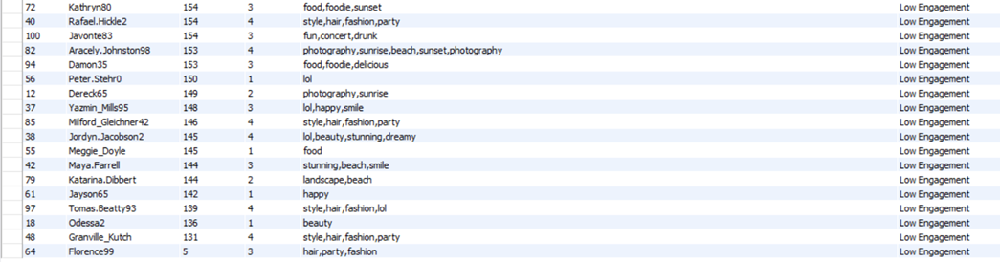 72 Kathryn80 154 3 food,foodie,sunset Low Engagement
40 Rafael.Hickle2 154 4 style,hair,fashion,party Low Engagement
100 Javonte83 154 3 fun,concert,drunk Low Engagement
82 Aracely.Johnston98 153 4 photography,sunrise,beach,sunset,photography Low Engagement
94 Damon35 153 3 food,foodie,delicious Low Engagement
56 Peter.Stehr0 150 1 lol Low Engagement
12 Dereck65 149 2 photography,sunrise Low Engagement
37 Yazmin_Mills95 148 3 lol,happy,smile Low Engagement
85 Milford_Gleichner42 146 4 style,hair,fashion,party Low Engagement
38 Jordyn.Jacobson2 145 4 lol,beauty,stunning,dreamy Low Engagement
55 Meggie_Doyle 145 1 food Low Engagement
42 Maya.Farrell 144 3 stunning,beach,smile Low Engagement
79 Katarina.Dibbert 144 2 landscape,beach Low Engagement
61 Jayson65 142 1 happy Low Engagement
97 Tomas.Beatty93 139 4 style,hair,fashion,lol Low Engagement
18 Odessa2 136 1 beauty Low Engagement
48 Granville_Kutch 131 4 style,hair,fashion,party Low Engagement
64 Florence99 5 3 hair,party,fashion Low Engagement